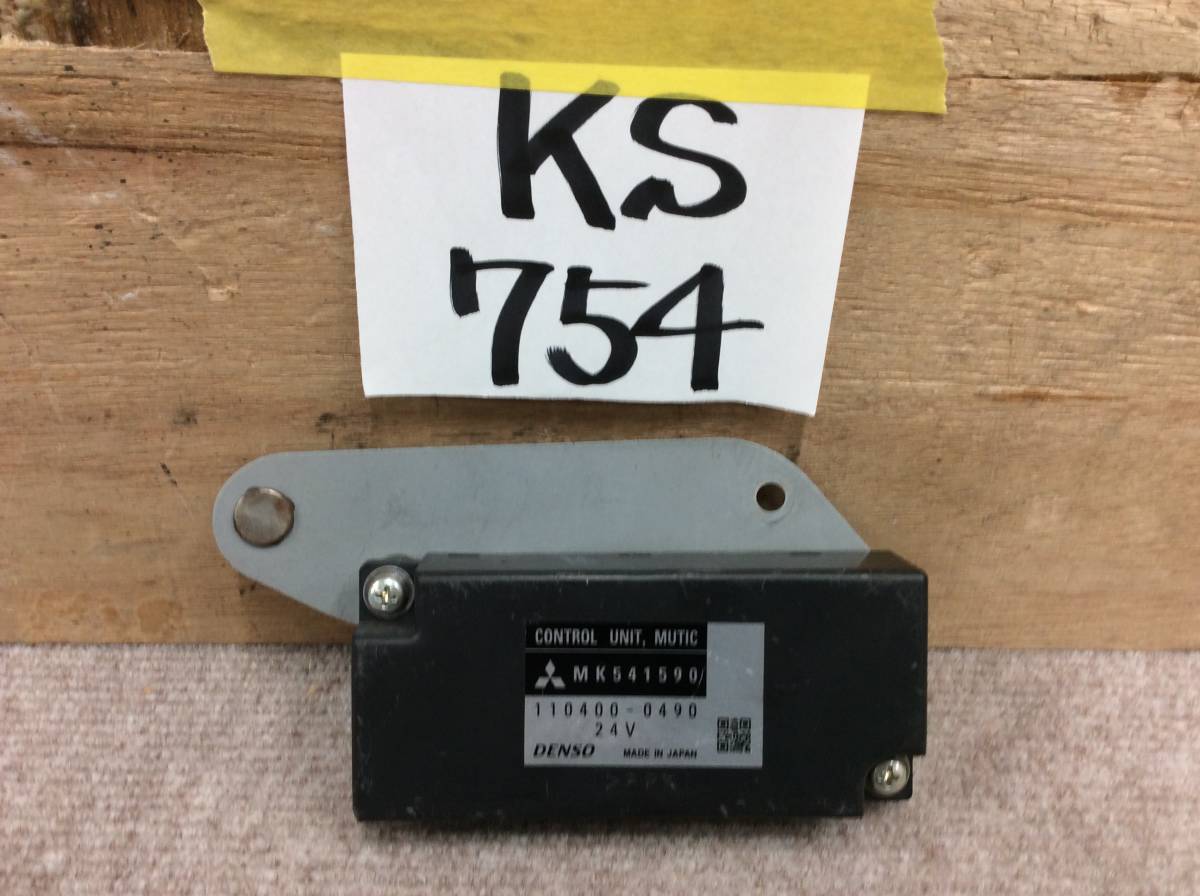 KS
754
CONTROL UNIT, MUTIC
MK541590
110400-0490
24V
DENSO MADE IN JAPAN